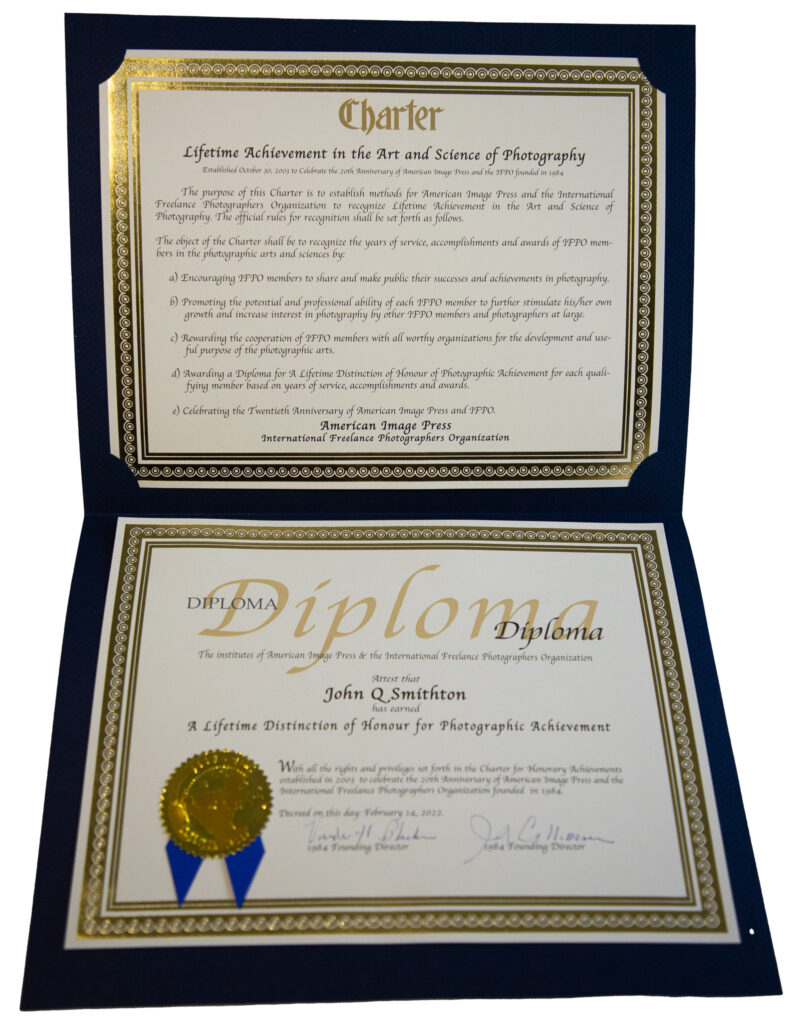 Charter
Lifetime Achievement in the Art and Science of Photography
Established October 30, 2003 to Celebrate the 20th Anniversary of American Image Press and the IFPO founded in 1984
The purpose of this Charter is to establish methods for American Image Press and the International
Freelance Photographers Organization to recognize Lifetime Achievement in the Art and Science of
Photography. The official rules for recognition shall be set forth as follows.
The object of the Charter shall be to recognize the years of service, accomplishments and awards of IFPO mem-
bers in the photographic arts and sciences by:
a) Encouraging IFPO members to share and make public their successes and achievements in photography.
b) Promoting the potential and professional ability of each IFPO member to further stimulate his/her own
growth and increase interest in photography by other IFPO members and photographers at large.
c) Rewarding the cooperation of IFPO members with all worthy organizations for the development and use-
ful purpose of the photographic arts.
d) Awarding a Diploma for A Lifetime Distinction of Honour of Photographic Achievement for each quali-
fying member based on years of service, accomplishments and awards.
e) Celebrating the Twentieth Anniversary of American Image Press and IFPO.
American Image Press
International Freelance Photographers Organization
Diploma
DIPLOMA
Diploma
The institutes of American Image Press & the International Freelance Photographers Organization
Attest that
John Q Smithton
has earned
A Lifetime Distinction of Honour for Photographic Achievement
With all the rights and privileges set forth in the Charter for Honorary Achievements
established in 2003 to celebrate the 20th Anniversary of American Image Press and the
International Freelance Photographers Organization founded in 1984.
Decreed on this day: February 14, 2022.
1984 Founding Director
1984 Founding Director